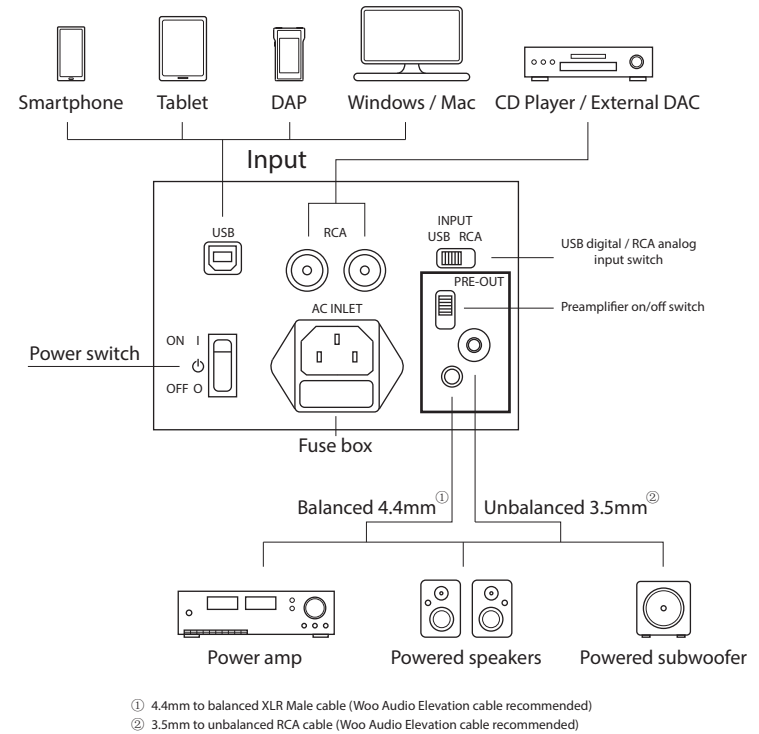 Smartphone Tablet DAP Windows / Mac CD Player / External DAC
Input
USB RCA INPUT
USB RCA
USB digital / RCA analog
input switch
PRE-OUT
Preamplifier on/off switch
AC INLET
ON I
Power switch
OFF O
Fuse box
Balanced 4.4mm① Unbalanced 3.5mm②
Power amp Powered speakers Powered subwoofer
① 4.4mm to balanced XLR Male cable (Woo Audio Elevation cable recommended)
② 3.5mm to unbalanced RCA cable (Woo Audio Elevation cable recommended)